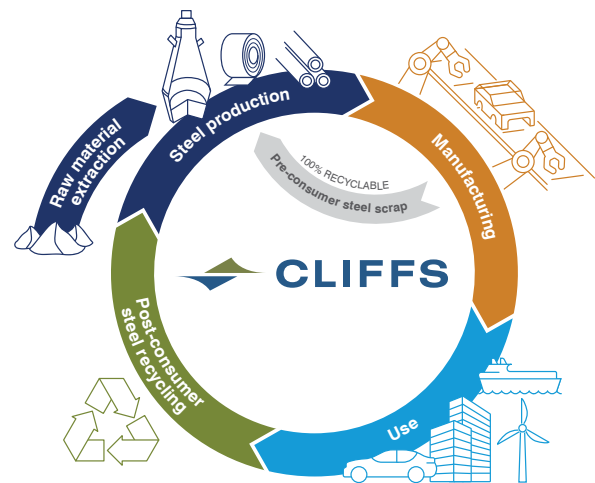 Raw material
extraction
Steel production
100% RECYCLABLE
Pre-consumer steel scrap
Manufacturing
CLIFFS
Post-consumer
steel recycling
Use